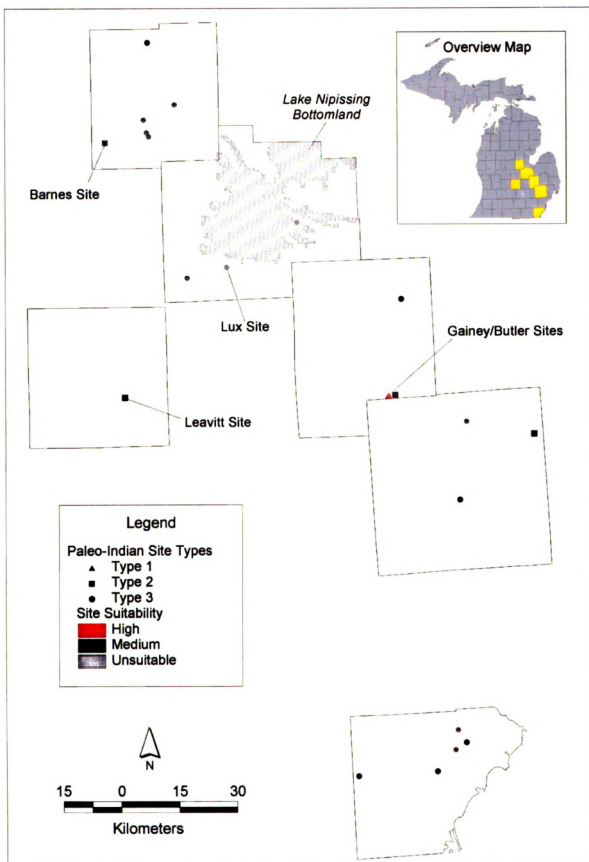 Overview Map
Lake Nipissing
Bottomland
Barnes Site
Lux Site
Gainey/Butler Sites
Leavitt Site
Legend
Paleo-Indian Site Types
Type 1
Type 2
Type 3
Site Suitability
High
Medium
Unsuitable
N
15 0 15 30
Kilometers